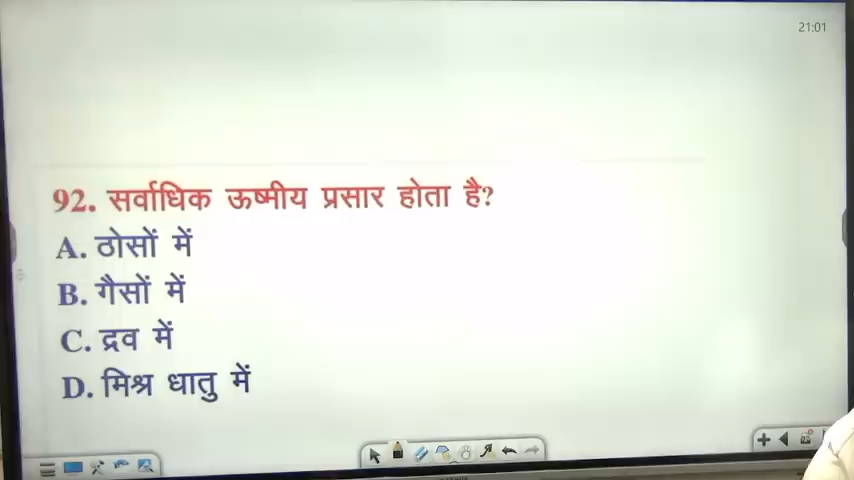 21:01
92. सर्वाधिक ऊष्मीय प्रसार होता है?
A. ठोसों में
B. गैसों में
C. द्रव में
D. मिश्र धातु में